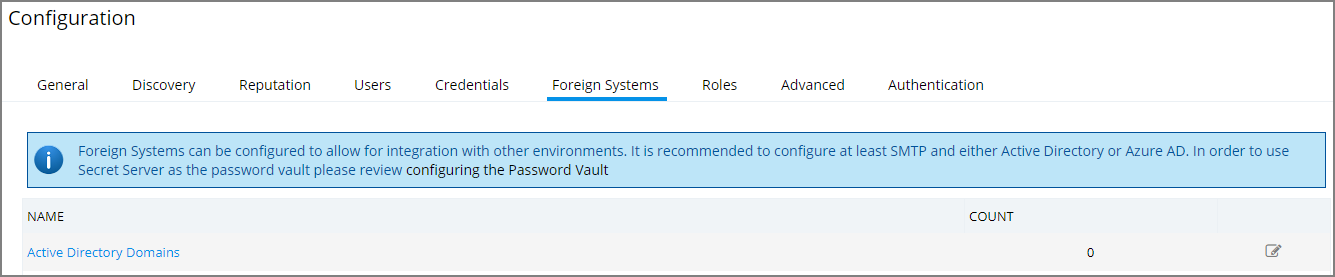 Configuration
General Discovery Reputation Users Credentials Foreign Systems Roles Advanced Authentication
Foreign Systems can be configured to allow for integration with other environments. It is recommended to configure at least SMTP and either Active Directory or Azure AD. In order to use
Secret Server as the password vault please review configuring the Password Vault
NAME COUNT
Active Directory Domains 0